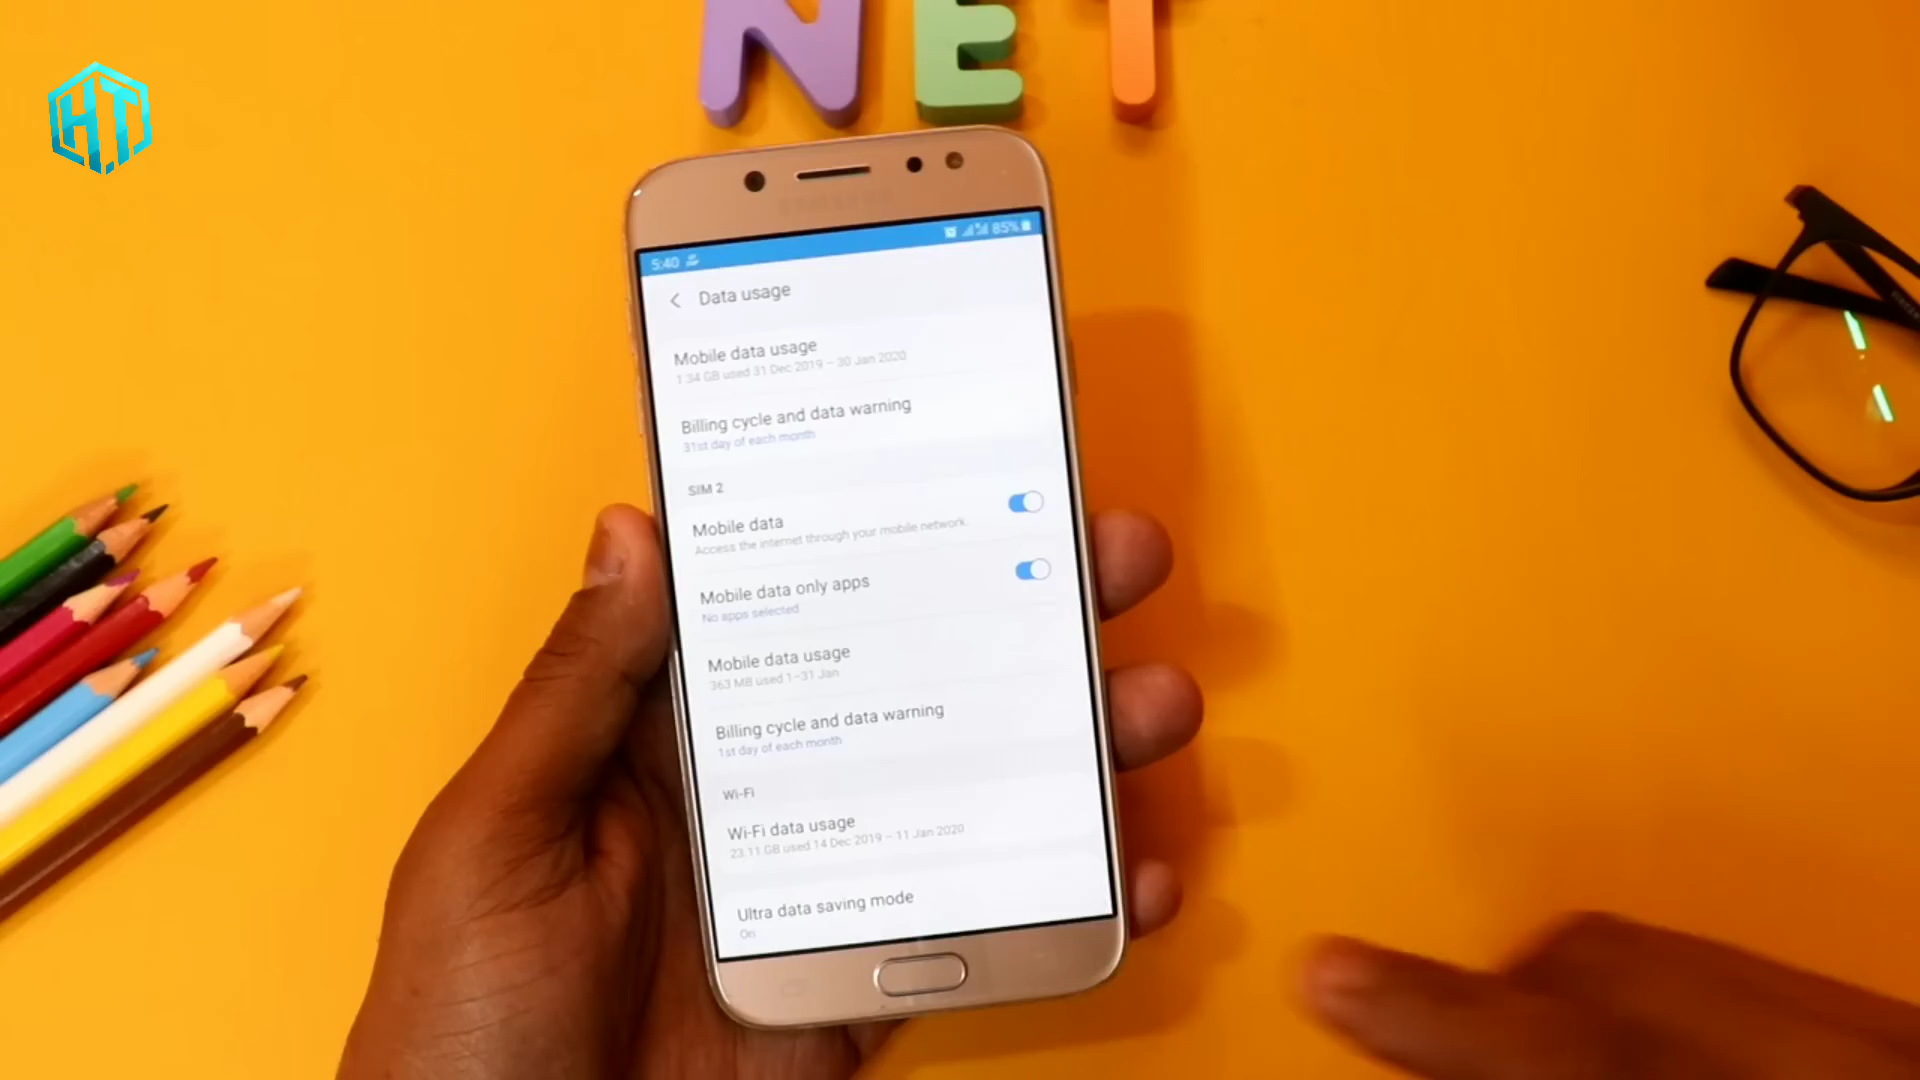 NET
H.T
SAMSUNG
5:40
85%
Data usage
Mobile data usage
1.34 GB used 31 Dec 2019 – 30 Jan 2020
Billing cycle and data warning
31st day of each month
SIM 2
Mobile data
Access the internet through your mobile network.
Mobile data only apps
No apps selected
Mobile data usage
363 MB used 1–31 Jan
Billing cycle and data warning
1st day of each month
Wi-Fi
Wi-Fi data usage
23.11 GB used 14 Dec 2019 – 11 Jan 2020
Ultra data saving mode
On